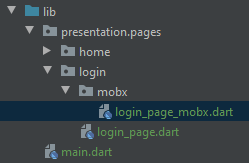 lib
presentation.pages
home
login
mobx
login_page_mobx.dart
login_page.dart
main.dart